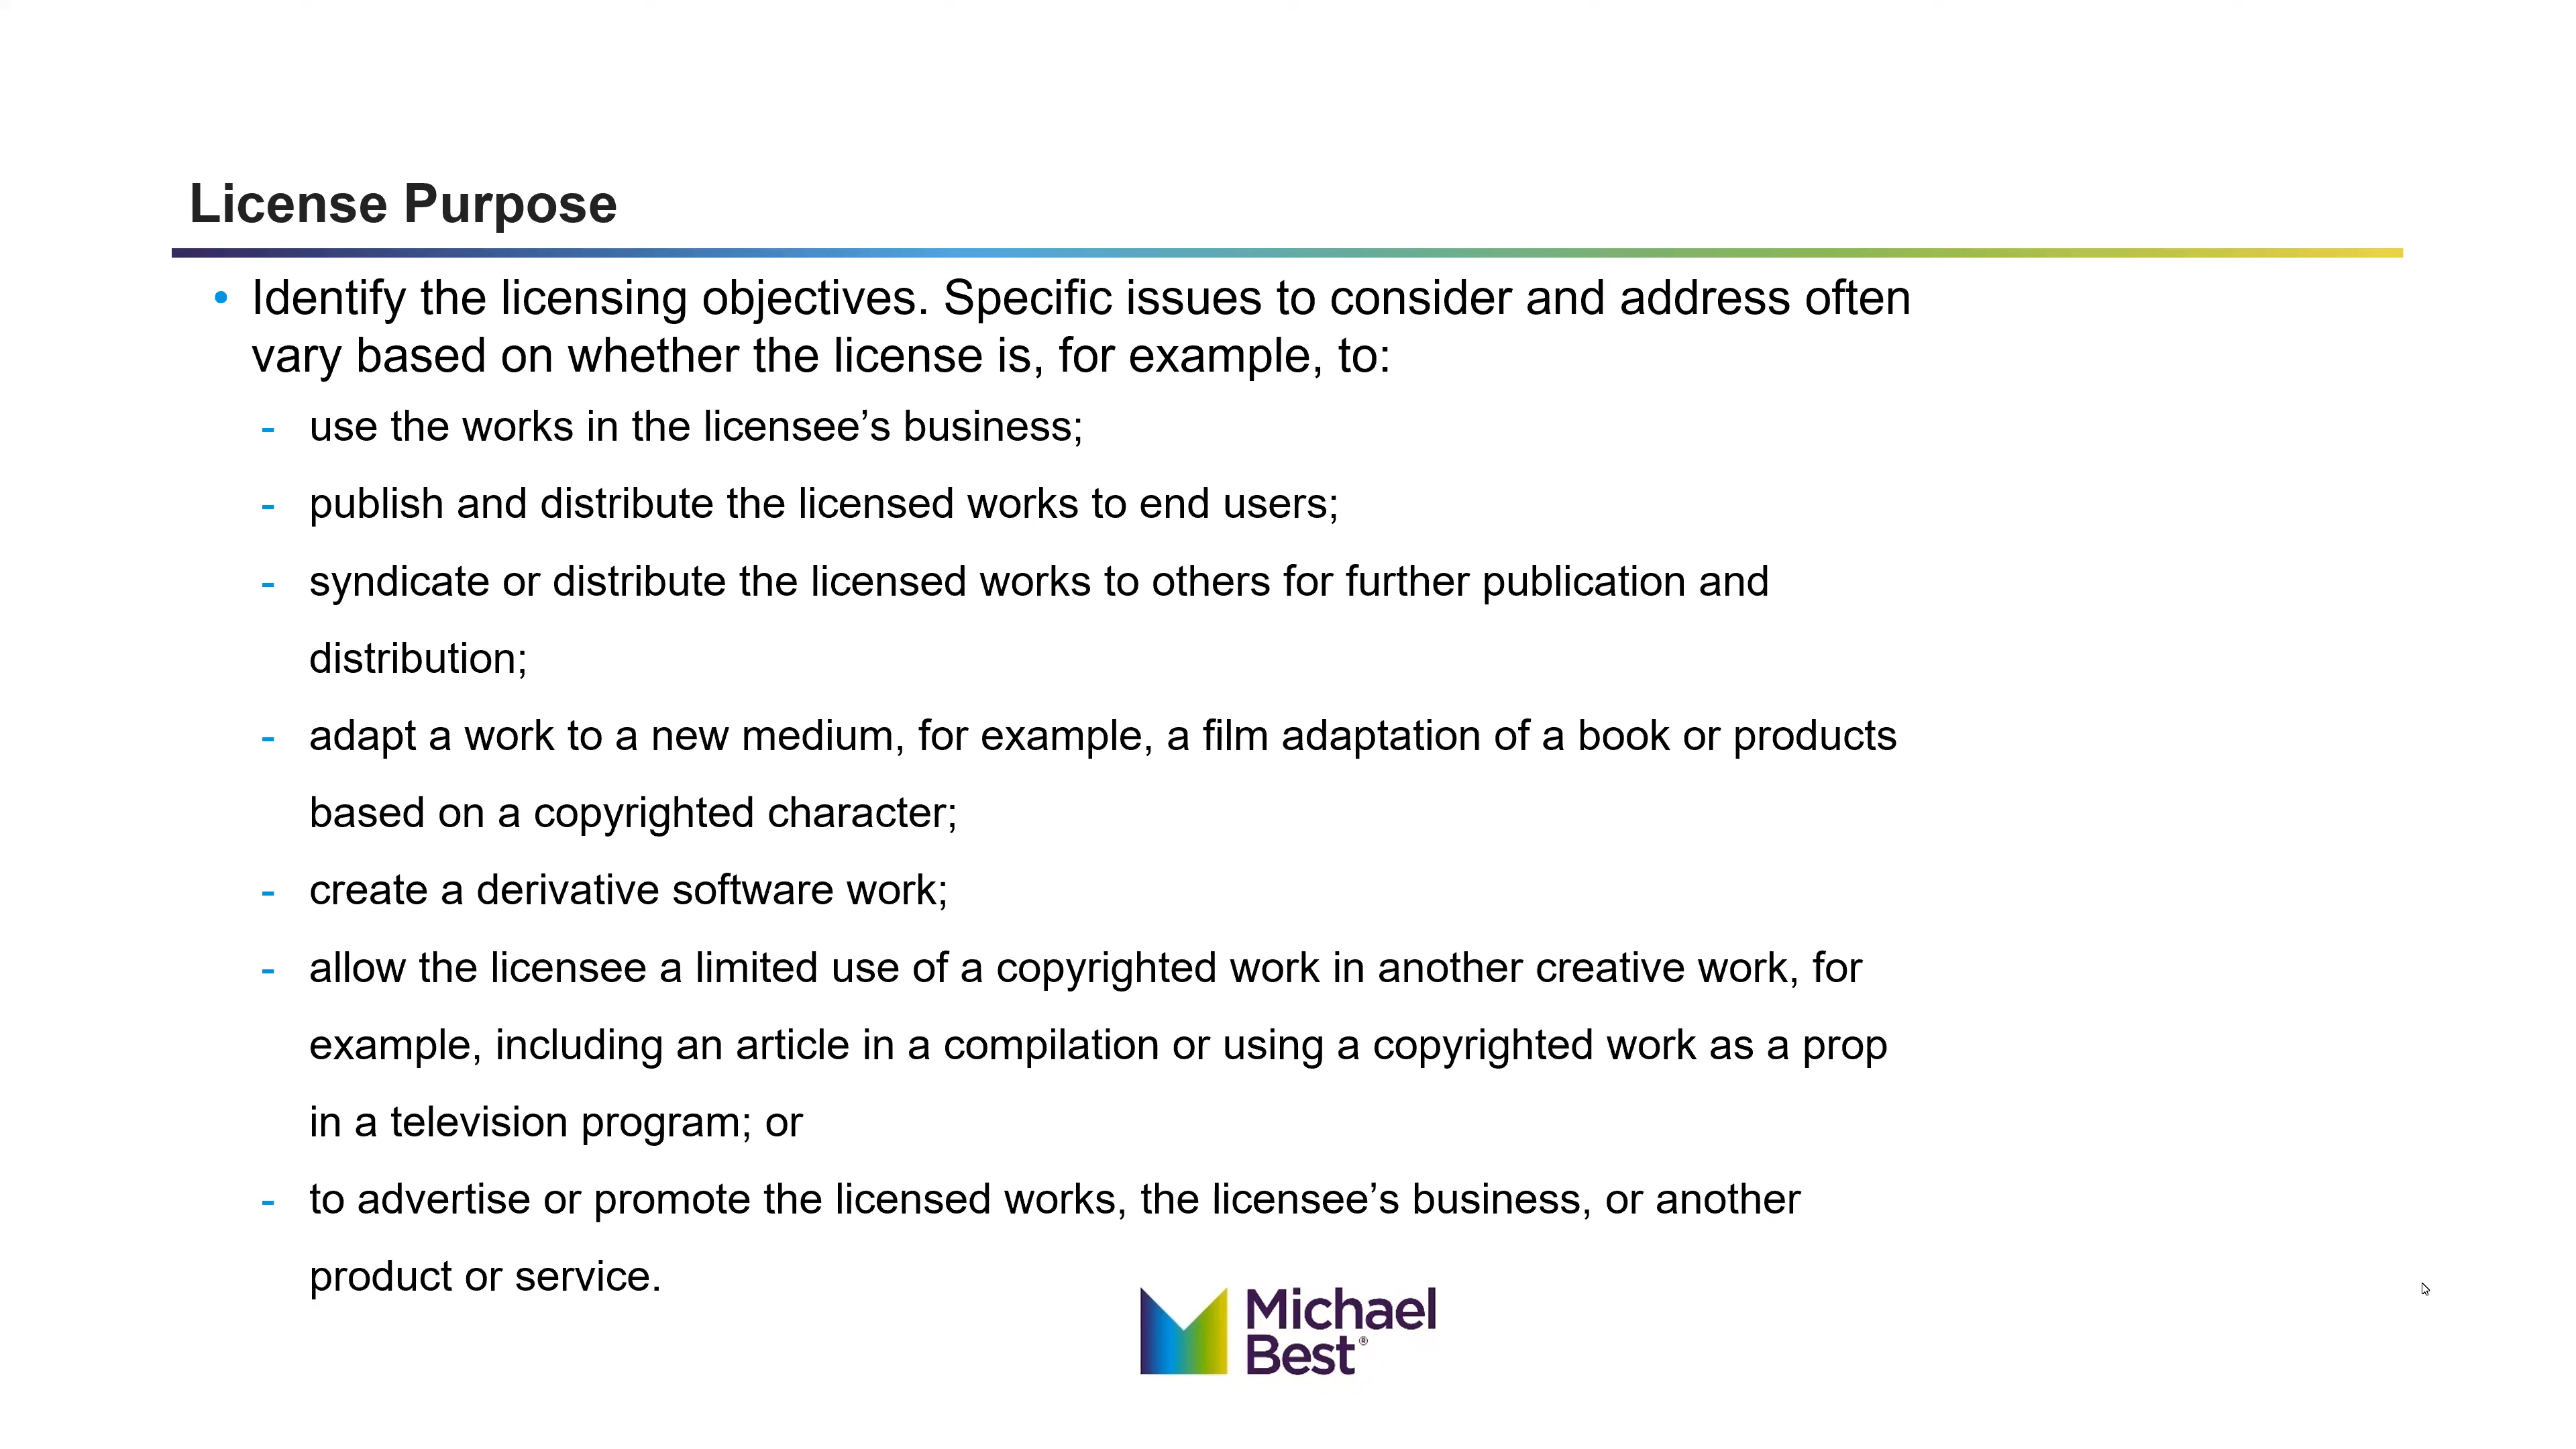 License Purpose
• Identify the licensing objectives. Specific issues to consider and address often
vary based on whether the license is, for example, to:
- use the works in the licensee’s business;
- publish and distribute the licensed works to end users;
- syndicate or distribute the licensed works to others for further publication and
distribution;
- adapt a work to a new medium, for example, a film adaptation of a book or products
based on a copyrighted character;
- create a derivative software work;
- allow the licensee a limited use of a copyrighted work in another creative work, for
example, including an article in a compilation or using a copyrighted work as a prop
in a television program; or
- to advertise or promote the licensed works, the licensee’s business, or another
product or service.
Michael
Best®